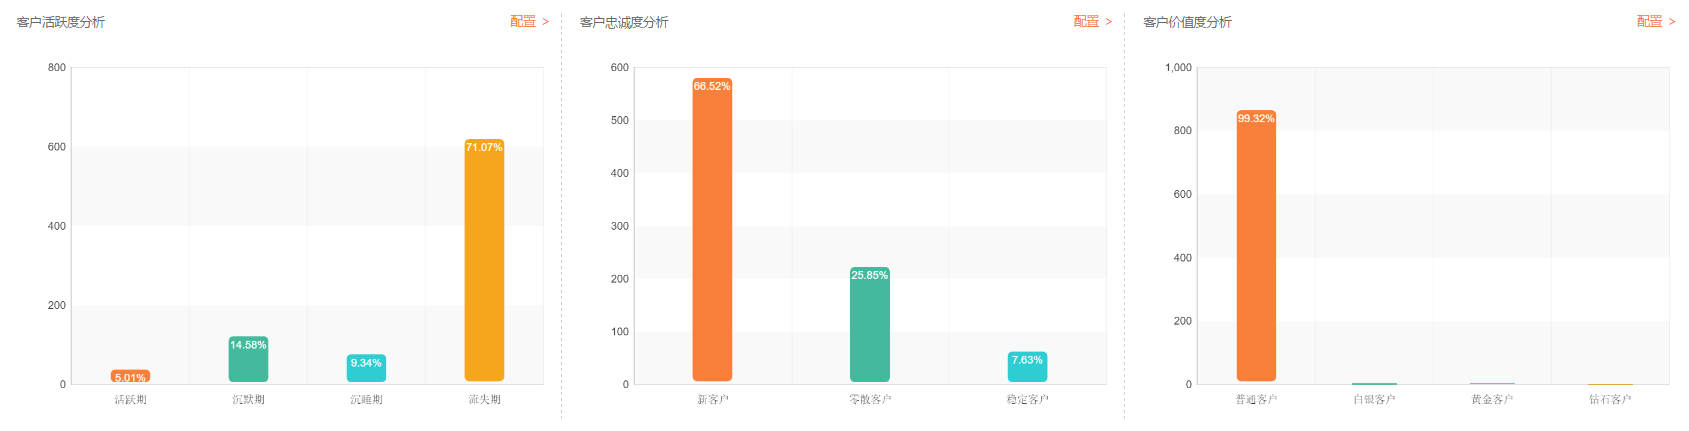 客户活跃度分析
配置 >
800
600
400
200
0
5.01%
14.58%
9.34%
71.07%
活跃期
沉默期
沉睡期
流失期
客户忠诚度分析
配置 >
600
500
400
300
200
100
0
66.52%
25.85%
7.63%
新客户
零散客户
稳定客户
客户价值度分析
配置 >
1,000
800
600
400
200
0
99.32%
普通客户
白银客户
黄金客户
钻石客户